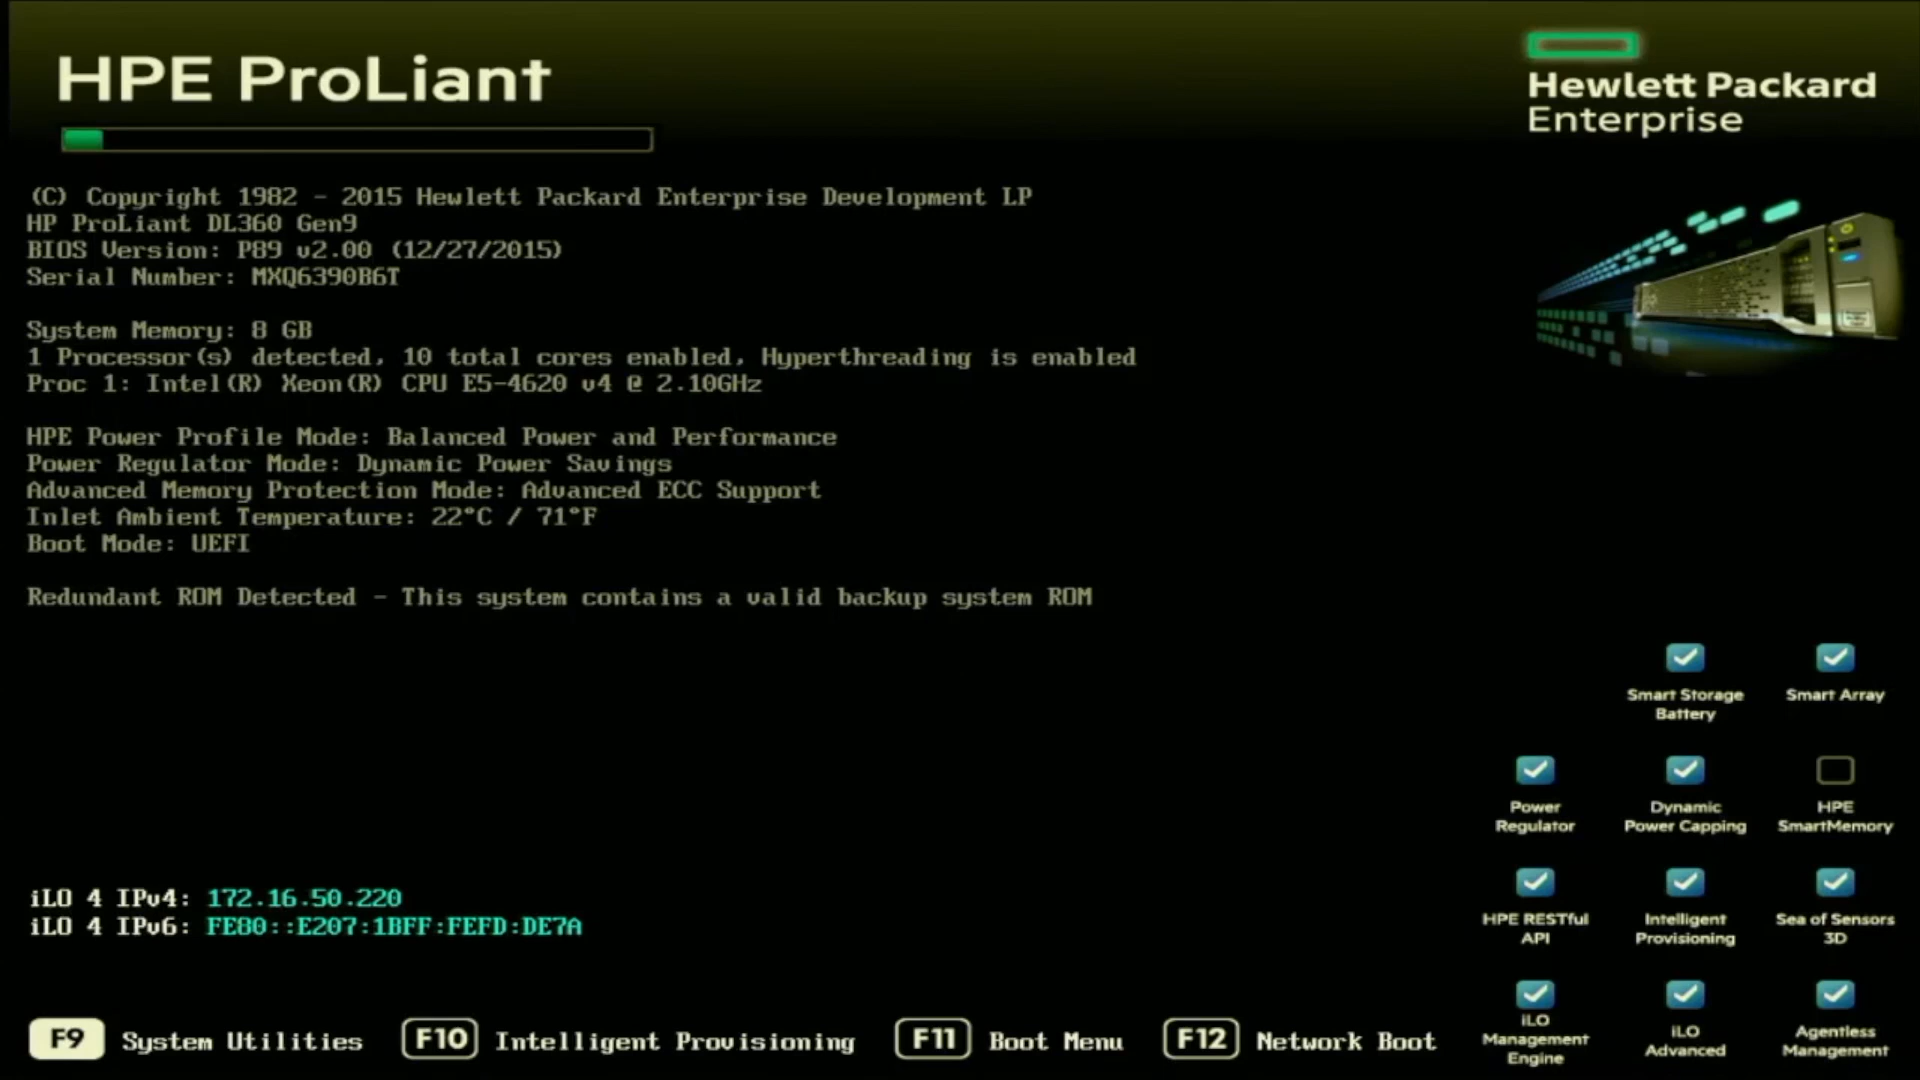 HPE ProLiant
Hewlett Packard
Enterprise
(C) Copyright 1982 - 2015 Hewlett Packard Enterprise Development LP
HP ProLiant DL360 Gen9
BIOS Version: P89 v2.00 (12/27/2015)
Serial Number: MXQ6390B6T
System Memory: 8 GB
1 Processor(s) detected, 10 total cores enabled, Hyperthreading is enabled
Proc 1: Intel(R) Xeon(R) CPU E5-4620 v4 @ 2.10GHz
HPE Power Profile Mode: Balanced Power and Performance
Power Regulator Mode: Dynamic Power Savings
Advanced Memory Protection Mode: Advanced ECC Support
Inlet Ambient Temperature: 22°C / 71°F
Boot Mode: UEFI
Redundant ROM Detected - This system contains a valid backup system ROM
Smart Storage
Battery
Smart Array
Power
Regulator
Dynamic
Power Capping
HPE
SmartMemory
HPE RESTful
API
Intelligent
Provisioning
Sea of Sensors
3D
iLO
Management
Engine
iLO
Advanced
Agentless
Management
iLO 4 IPv4: 172.16.50.220
iLO 4 IPv6: FE80::E207:1BFF:FEFD:DE7A
F9 System Utilities F10 Intelligent Provisioning F11 Boot Menu F12 Network Boot